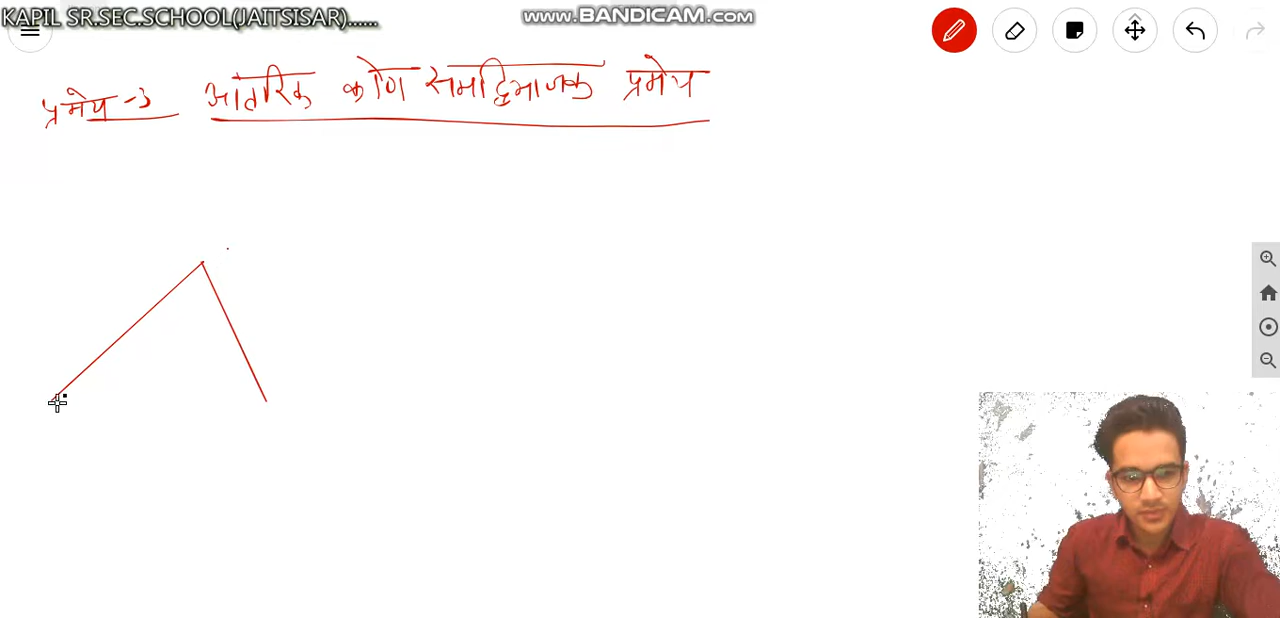 KAPIL SR.SEC.SCHOOL(JAITSISAR)......
www.BANDICAM.com
प्रमेय -3 आंतरिक कोण समद्विभाजक प्रमेय